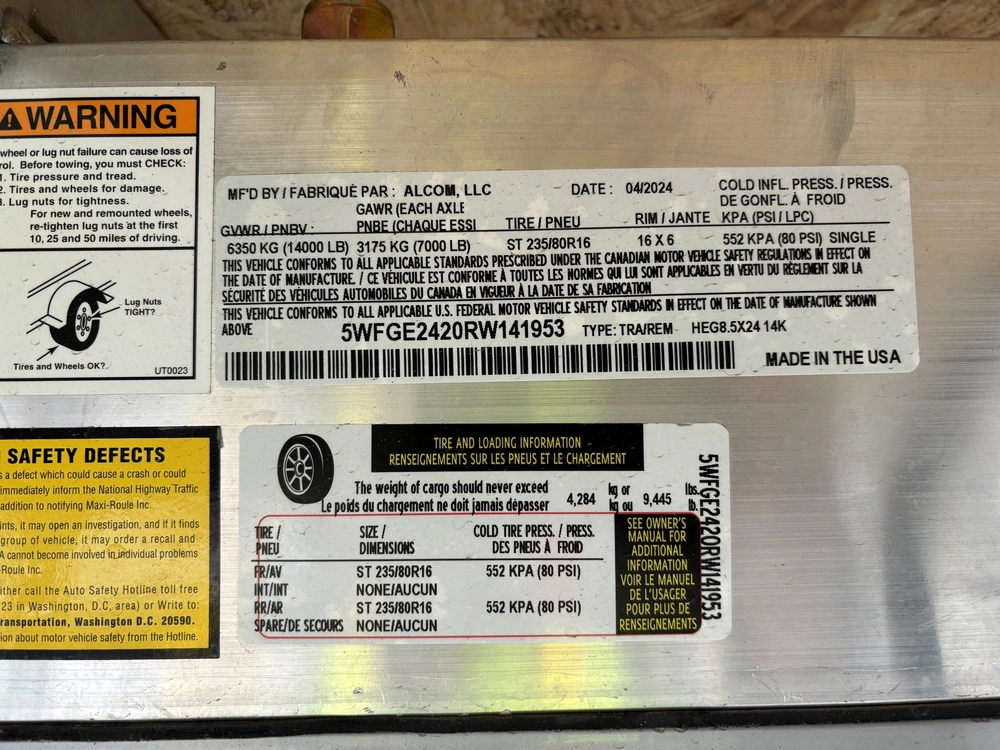 WARNING
wheel or lug nut failure can cause loss of
rol. Before towing, you must CHECK:
1. Tire pressure and tread.
2. Tires and wheels for damage.
3. Lug nuts for tightness.
For new and remounted wheels,
re-tighten lug nuts at the first
10, 25 and 50 miles of driving.
Lug Nuts
TIGHT?
Tires and Wheels OK?
UT0023
MF'D BY / FABRIQUÉ PAR : ALCOM, LLC DATE : 04/2024 COLD INFL. PRESS. / PRESS.
DE GONFL. À FROID
GAWR (EACH AXLE
GVWR / PNBV : PNBE (CHAQUE ESSI TIRE / PNEU RIM / JANTE KPA (PSI / LPC)
6350 KG (14000 LB) 3175 KG (7000 LB) ST 235/80R16 16 X 6 552 KPA (80 PSI) SINGLE
THIS VEHICLE CONFORMS TO ALL APPLICABLE STANDARDS PRESCRIBED UNDER THE CANADIAN MOTOR VEHICLE SAFETY REGULATIONS IN EFFECT ON
THE DATE OF MANUFACTURE. / CE VÉHICULE EST CONFORME À TOUTES LES NORMES QUI LUI SONT APPLICABLES EN VERTU DU RÈGLEMENT SUR LA
SÉCURITÉ DES VÉHICULES AUTOMOBILES DU CANADA EN VIGUEUR À LA DATE DE SA FABRICATION
THIS VEHICLE CONFORMS TO ALL APPLICABLE U.S. FEDERAL MOTOR VEHICLE SAFETY STANDARDS IN EFFECT ON THE DATE OF MANUFACTURE SHOWN
ABOVE 5WFGE2420RW141953 TYPE: TRA/REM HEG8.5X24 14K
MADE IN THE USA
SAFETY DEFECTS
s a defect which could cause a crash or could
immediately inform the National Highway Traffic
addition to notifying Maxi-Roule Inc.
ints, it may open an investigation, and if it finds
group of vehicle, it may order a recall and
A cannot become involved in individual problems
-Roule Inc.
ither call the Auto Safety Hotline toll free
23 in Washington, D.C, area) or Write to:
ransportation, Washington D.C. 20590.
ion about motor vehicle safety from the Hotline.
TIRE AND LOADING INFORMATION
RENSEIGNEMENTS SUR LES PNEUS ET LE CHARGEMENT
The weight of cargo should never exceed
Le poids du chargement ne doit jamais dépasser
4,284 kg or
kg ou 9,445 lbs.
lb.
TIRE / SIZE / COLD TIRE PRESS. / PRESS.
PNEU DIMENSIONS DES PNEUS À FROID
FR/AV ST 235/80R16 552 KPA (80 PSI)
INT/INT NONE/AUCUN
RR/AR ST 235/80R16 552 KPA (80 PSI)
SPARE/DE SECOURS NONE/AUCUN
SEE OWNER'S
MANUAL FOR
ADDITIONAL
INFORMATION
VOIR LE MANUEL
DE L'USAGER
POUR PLUS DE
RENSEIGNEMENTS
5WFGE2420RW141953